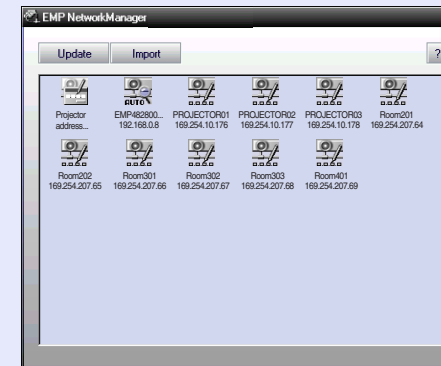 EMP NetworkManager
Update Import ?
AUTO
Projector address... EMP482800... 192.168.0.8 PROJECTOR01 169.254.10.176 PROJECTOR02 169.254.10.177 PROJECTOR03 169.254.10.178 Room201 169.254.207.64
Room202 169.254.207.65 Room301 169.254.207.66 Room302 169.254.207.67 Room303 169.254.207.68 Room401 169.254.207.69